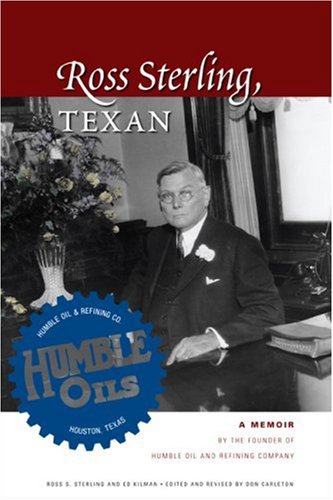 Ross Sterling,
TEXAN
HUMBLE OIL & REFINING CO.
HUMBLE
OILS
HOUSTON, TEXAS
A MEMOIR
BY THE FOUNDER OF
HUMBLE OIL AND REFINING COMPANY
ROSS S. STERLING AND ED KILMAN • EDITED AND REVISED BY DON CARLETON